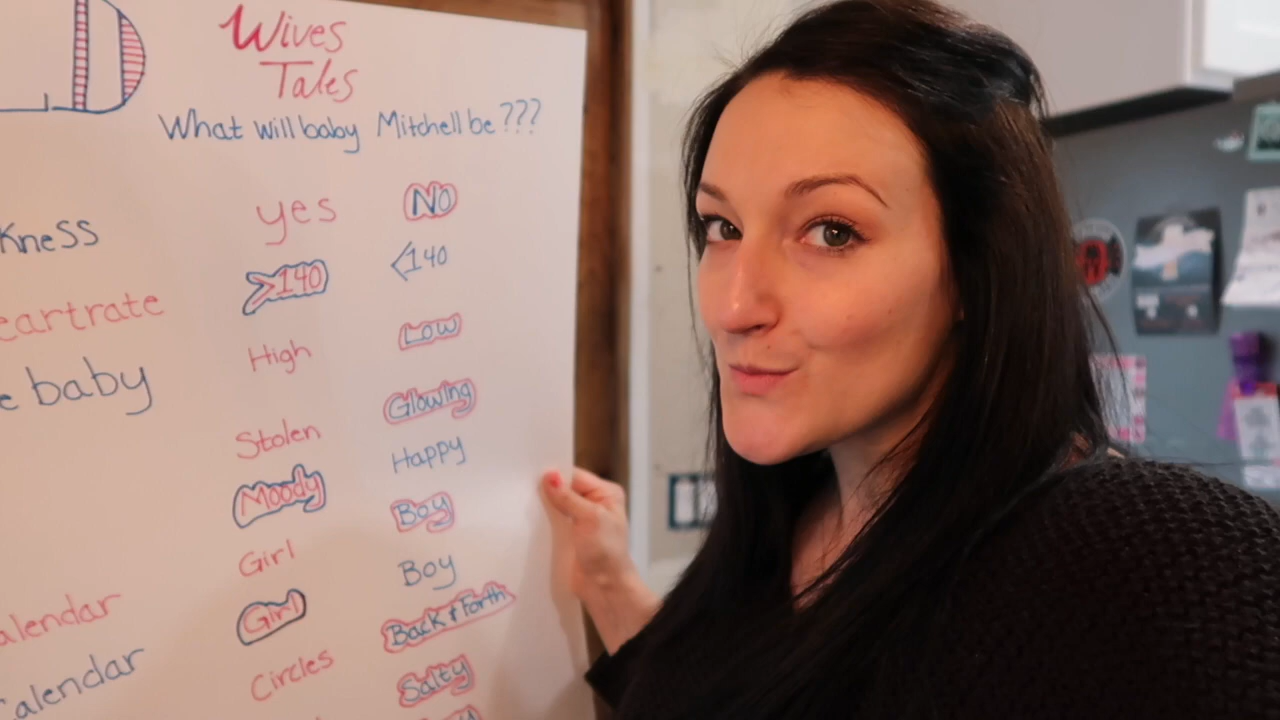 D Wives
Tales
What will baby Mitchell be ???
kness yes No
eartrate >140 <140
e baby High Low
Stolen Glowing
Moody Happy
Girl Boy
alendar Girl Boy
alendar Circles Back & Forth
Salty